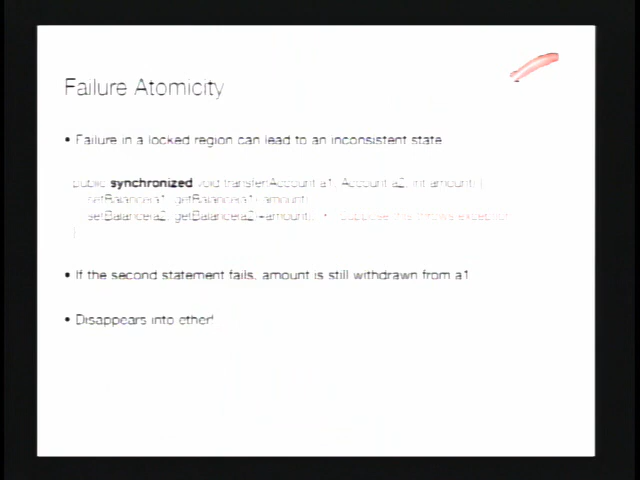 Failure Atomicity
• Failure in a locked region can lead to an inconsistent state
public synchronized void transfer(Account a1, Account a2, int amount) {
setBalance(a1, getBalance(a1) amount)
setBalance(a2, getBalance(a2)+amount); suppose this throws exception
}
• If the second statement fails, amount is still withdrawn from a1
• Disappears into ether!